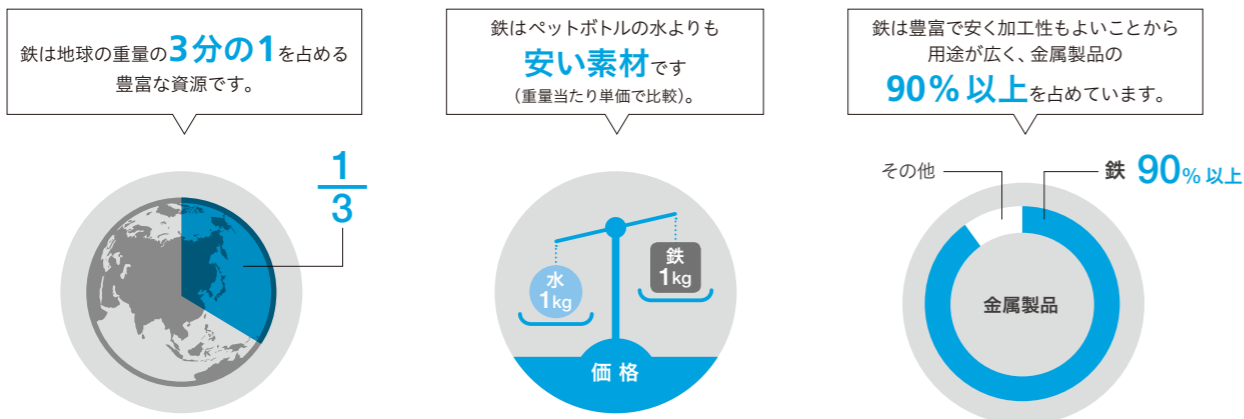 鉄は地球の重量の3分の1を占める
豊富な資源です。
1
3
鉄はペットボトルの水よりも
安い素材です
(重量当たり単価で比較)。
水
1kg
鉄
1kg
価格
鉄は豊富で安く加工性もよいことから
用途が広く、金属製品の
90%以上を占めています。
その他
鉄 90%以上
金属製品